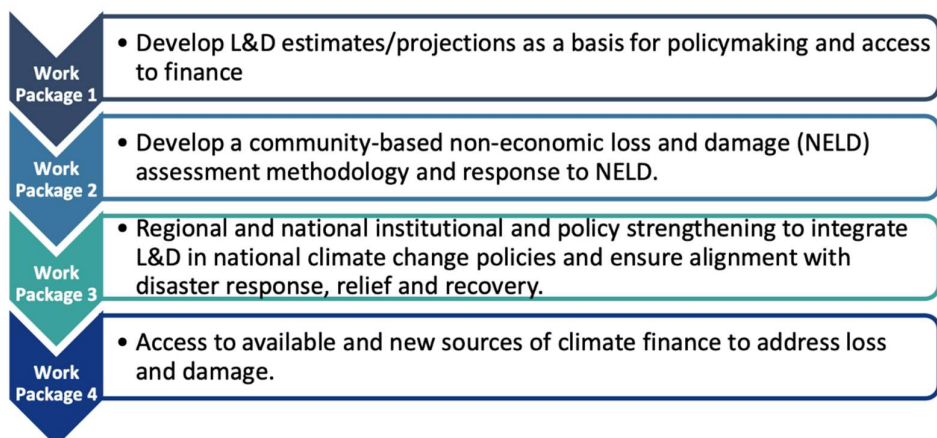 Work
Package 1
• Develop L&D estimates/projections as a basis for policymaking and access
to finance
Work
Package 2
• Develop a community-based non-economic loss and damage (NELD)
assessment methodology and response to NELD.
Work
Package 3
• Regional and national institutional and policy strengthening to integrate
L&D in national climate change policies and ensure alignment with
disaster response, relief and recovery.
Work
Package 4
• Access to available and new sources of climate finance to address loss
and damage.